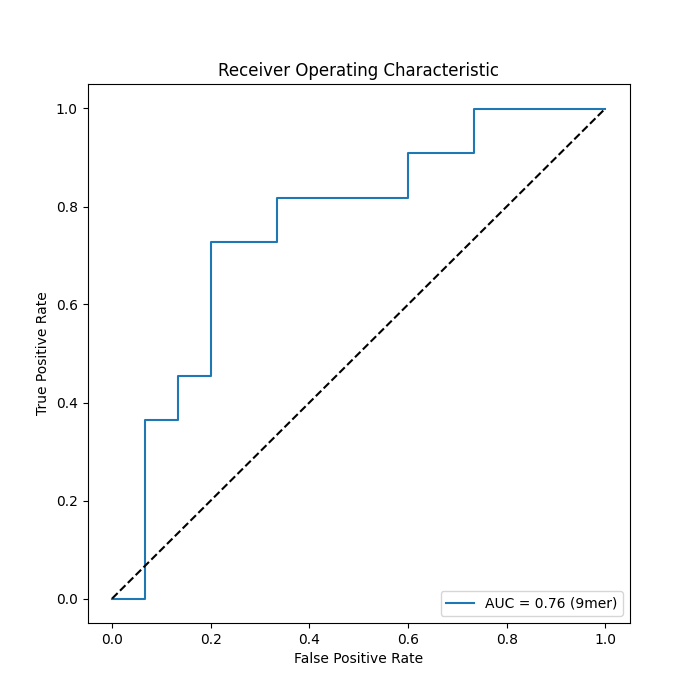 Receiver Operating Characteristic
1.0
0.8
0.6
0.4
0.2
0.0
True Positive Rate
AUC = 0.76 (9mer)
0.0 0.2 0.4 0.6 0.8 1.0
False Positive Rate